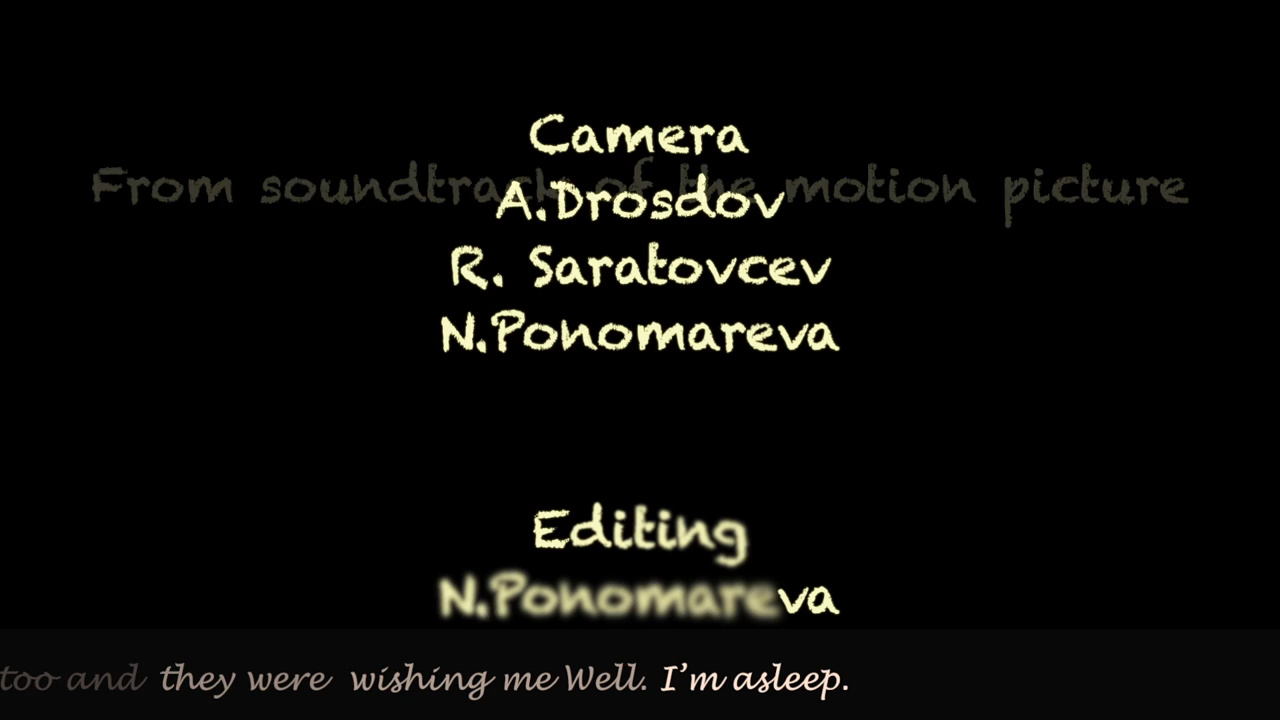 Camera
From soundtrack of the motion picture
A.Drosdov
R. Saratovcev
N.Ponomareva
Editing
N.Ponomareva
too and they were wishing me Well. I'm asleep.